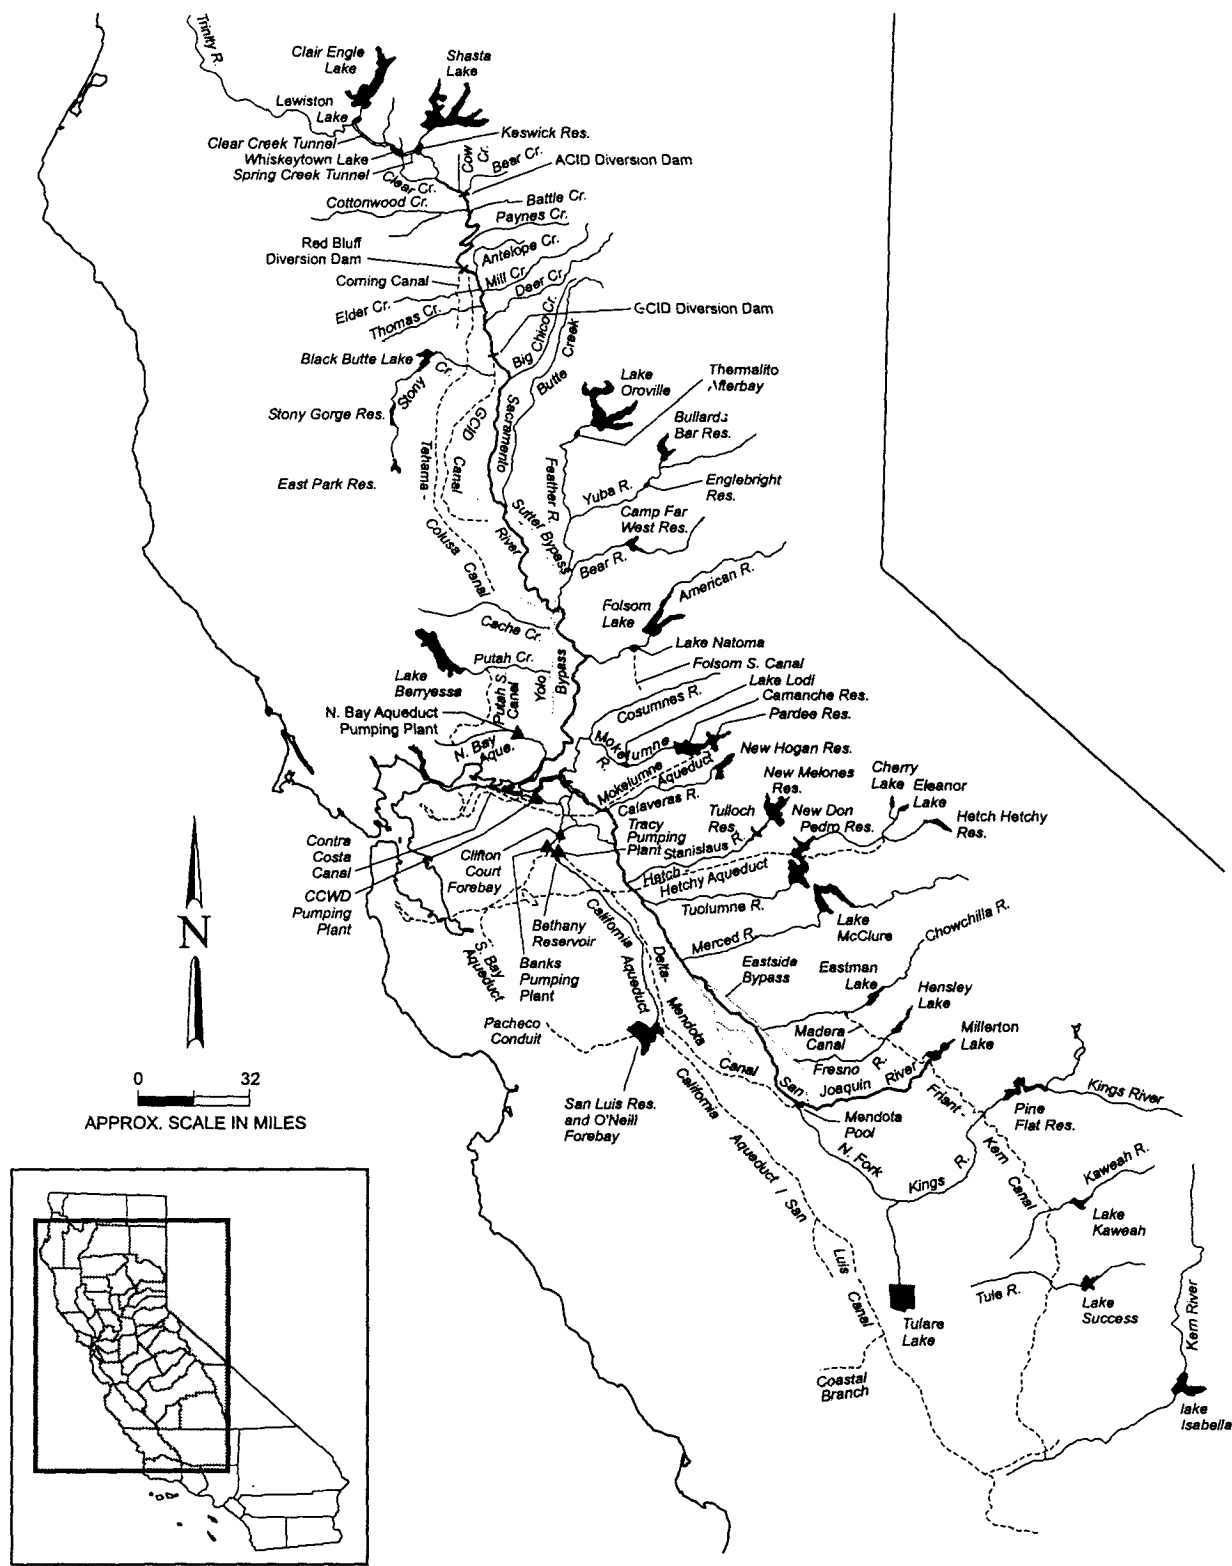 Trinity R.
Clair Engle
Lake
Shasta
Lake
Lewiston
Lake
Clear Creek Tunnel
Whiskeytown Lake
Spring Creek Tunnel
Keswick Res.
Cow
Cr.
Bear Cr.
ACID Diversion Dam
Clear Cr.
Cottonwood Cr.
Battle Cr.
Paynes Cr.
Red Bluff
Diversion Dam
Antelope Cr.
Corning Canal
Mill Cr.
Deer Cr.
Elder Cr.
Thomas Cr.
GCID Diversion Dam
Big Chico Cr.
Butte Creek
Black Butte Lake
Stony Cr.
Stony Gorge Res.
East Park Res.
Lake
Oroville
Thermalito
Afterbay
Bullards
Bar Res.
GCID
Canal
Sacramento
River
Tehama-
Colusa Canal
Feather R.
Yuba R.
Englebright
Res.
Sutter Bypass
Camp Far
West Res.
Bear R.
American R.
Folsom
Lake
Cache Cr.
Lake Natoma
Putah Cr.
Lake
Berryessa
Putah S.
Canal
Yolo
Bypass
Folsom S. Canal
Lake Lodi
Cosumnes R.
Camanche Res.
Pardee Res.
N. Bay Aqueduct
Pumping Plant
N. Bay
Aque.
Mokelumne
R.
New Hogan Res.
Mokelumne
Aqueduct
Calaveras R.
New Melones
Res.
Cherry
Lake
Eleanor
Lake
Tulloch
Res.
New Don
Pedro Res.
Hetch Hetchy
Res.
Tracy
Pumping
Plant
Stanislaus R.
Contra
Costa
Canal
Clifton
Court
Forebay
Hetch
Hetchy Aqueduct
CCWD
Pumping
Plant
Tuolumne R.
Lake
McClure
Bethany
Reservoir
California
Aqueduct
Delta-
Mendota
Canal
Merced R.
Chowchilla R.
S. Bay
Aqueduct
Banks
Pumping
Plant
Eastside
Bypass
Eastman
Lake
Hensley
Lake
N
Pacheco
Conduit
Madera
Canal
Millerton
Lake
Fresno
R.
San
Joaquin
River
0 32
APPROX. SCALE IN MILES
San Luis Res.
and O'Neill
Forebay
California
Aqueduct / San
Luis
Canal
Mendota
Pool
Friant-
Kern
Canal
Pine
Flat Res.
Kings River
N. Fork
Kings
R.
Kaweah R.
Lake
Kaweah
Tule R.
Lake
Success
Kern River
Tulare
Lake
Coastal
Branch
lake
Isabella